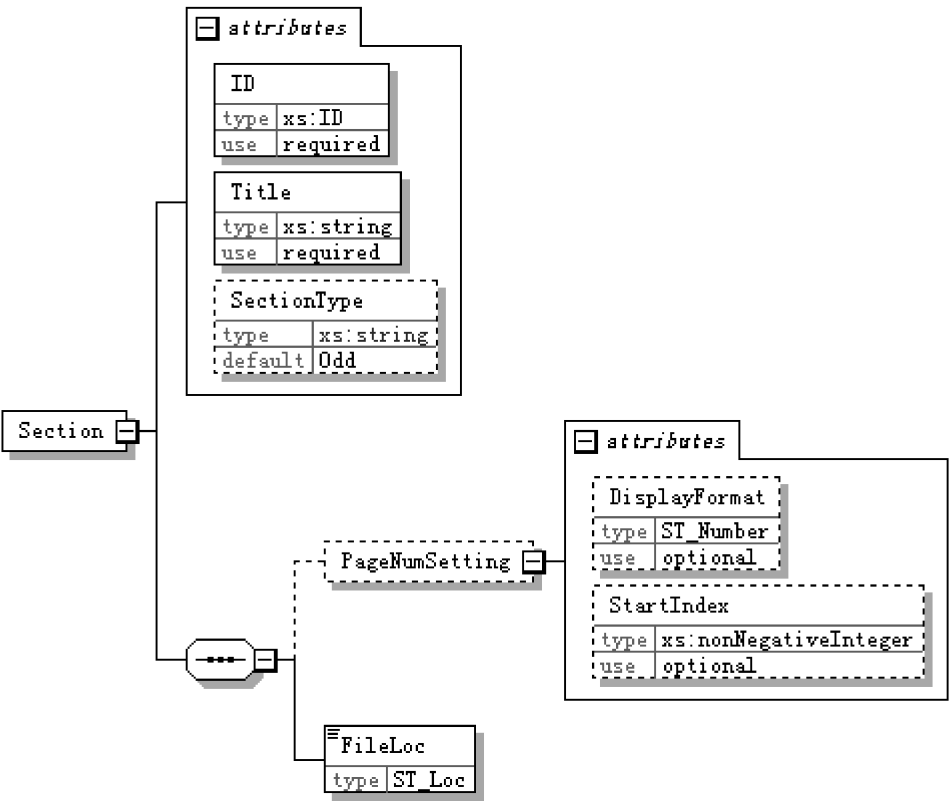 attributes
ID
type xs:ID
use required
Title
type xs:string
use required
SectionType
type xs:string
default Odd
Section
attributes
DisplayFormat
type ST_Number
use optional
PageNumSetting
StartIndex
type xs:nonNegativeInteger
use optional
FileLoc
type ST_Loc